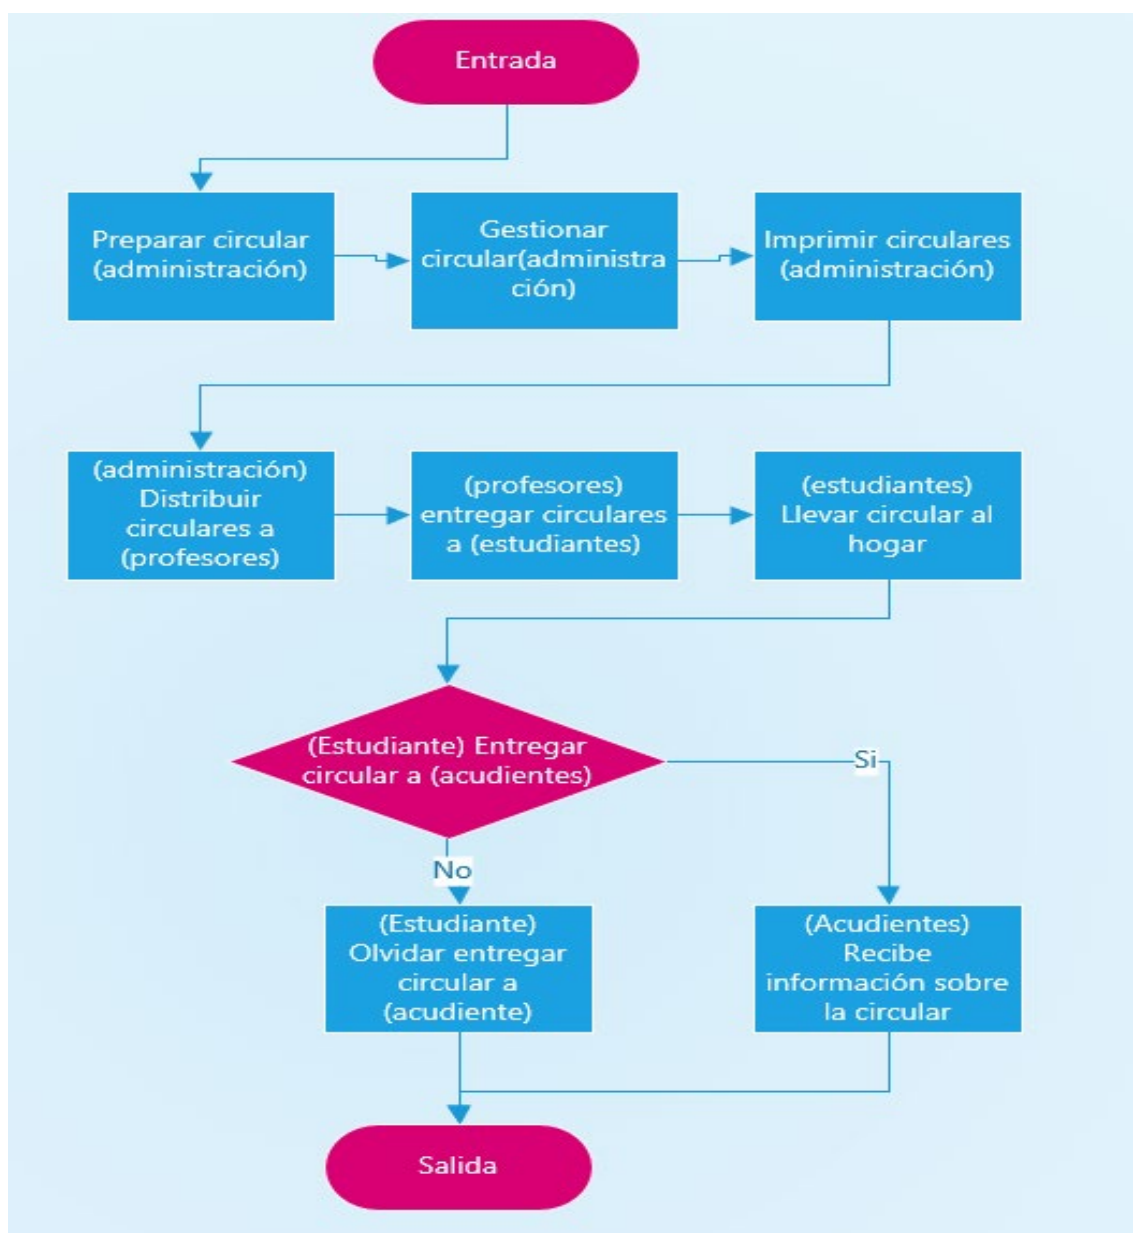 Entrada
Preparar circular
(administración)
Gestionar
circular(administra
ción)
Imprimir circulares
(administración)
(administración)
Distribuir
circulares a
(profesores)
(profesores)
entregar circulares
a (estudiantes)
(estudiantes)
Llevar circular al
hogar
(Estudiante) Entregar
circular a (acudientes)
Si
No
(Estudiante)
Olvidar entregar
circular a
(acudiente)
(Acudientes)
Recibe
información sobre
la circular
Salida